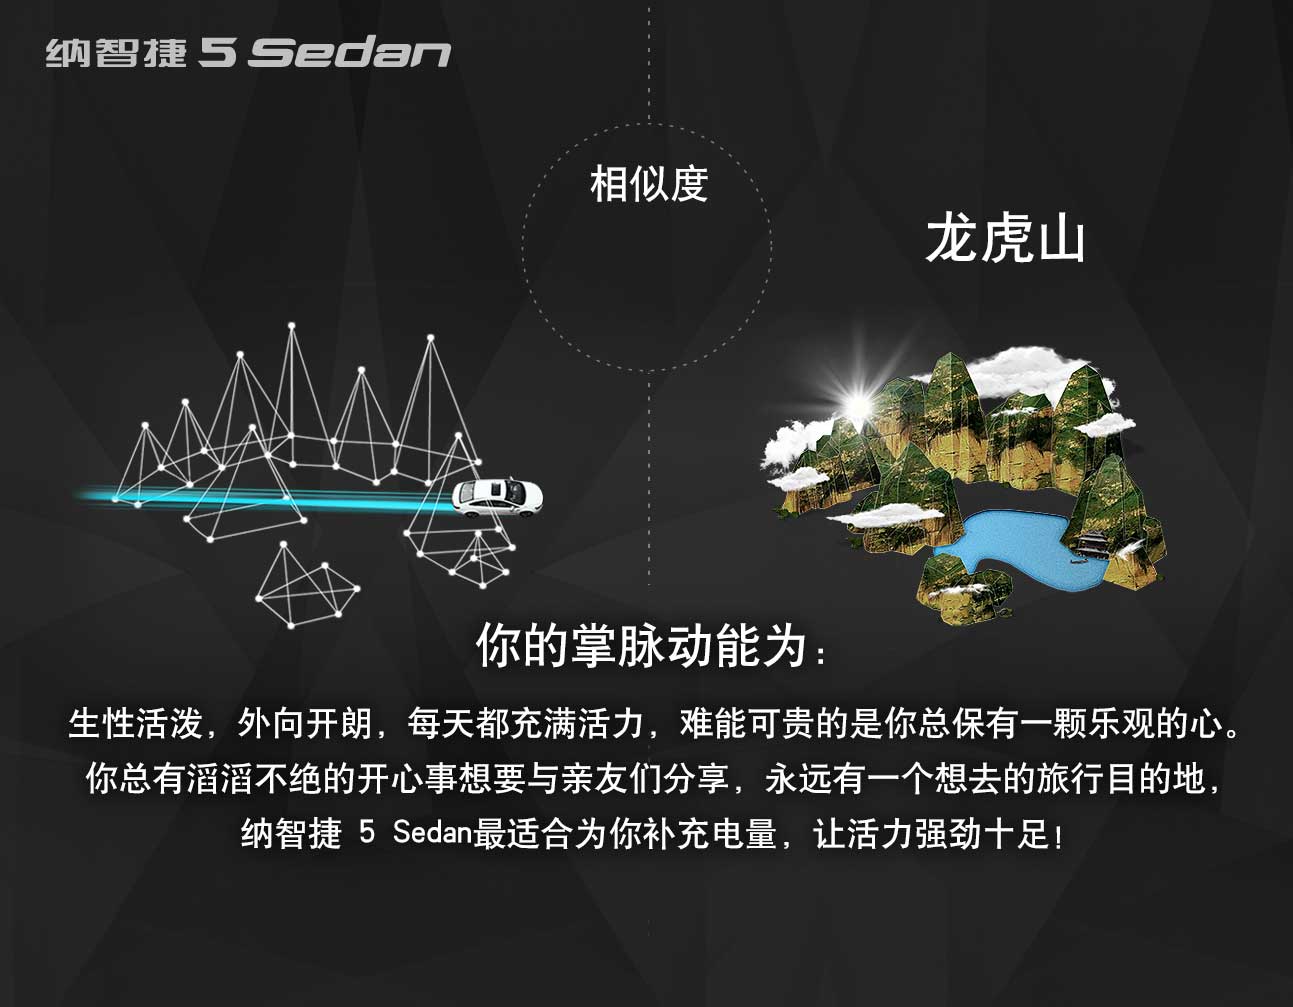 纳智捷 5 Sedan
相似度
龙虎山
你的掌脉动能为：
生性活泼，外向开朗，每天都充满活力，难能可贵的是你总保有一颗乐观的心。
你总有滔滔不绝的开心事想要与亲友们分享，永远有一个想去的旅行目的地，
纳智捷 5 Sedan最适合为你补充电量，让活力强劲十足！